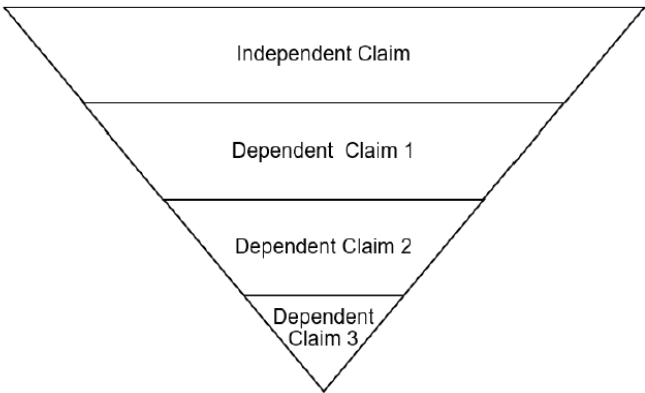 Independent Claim
Dependent Claim 1
Dependent Claim 2
Dependent
Claim 3